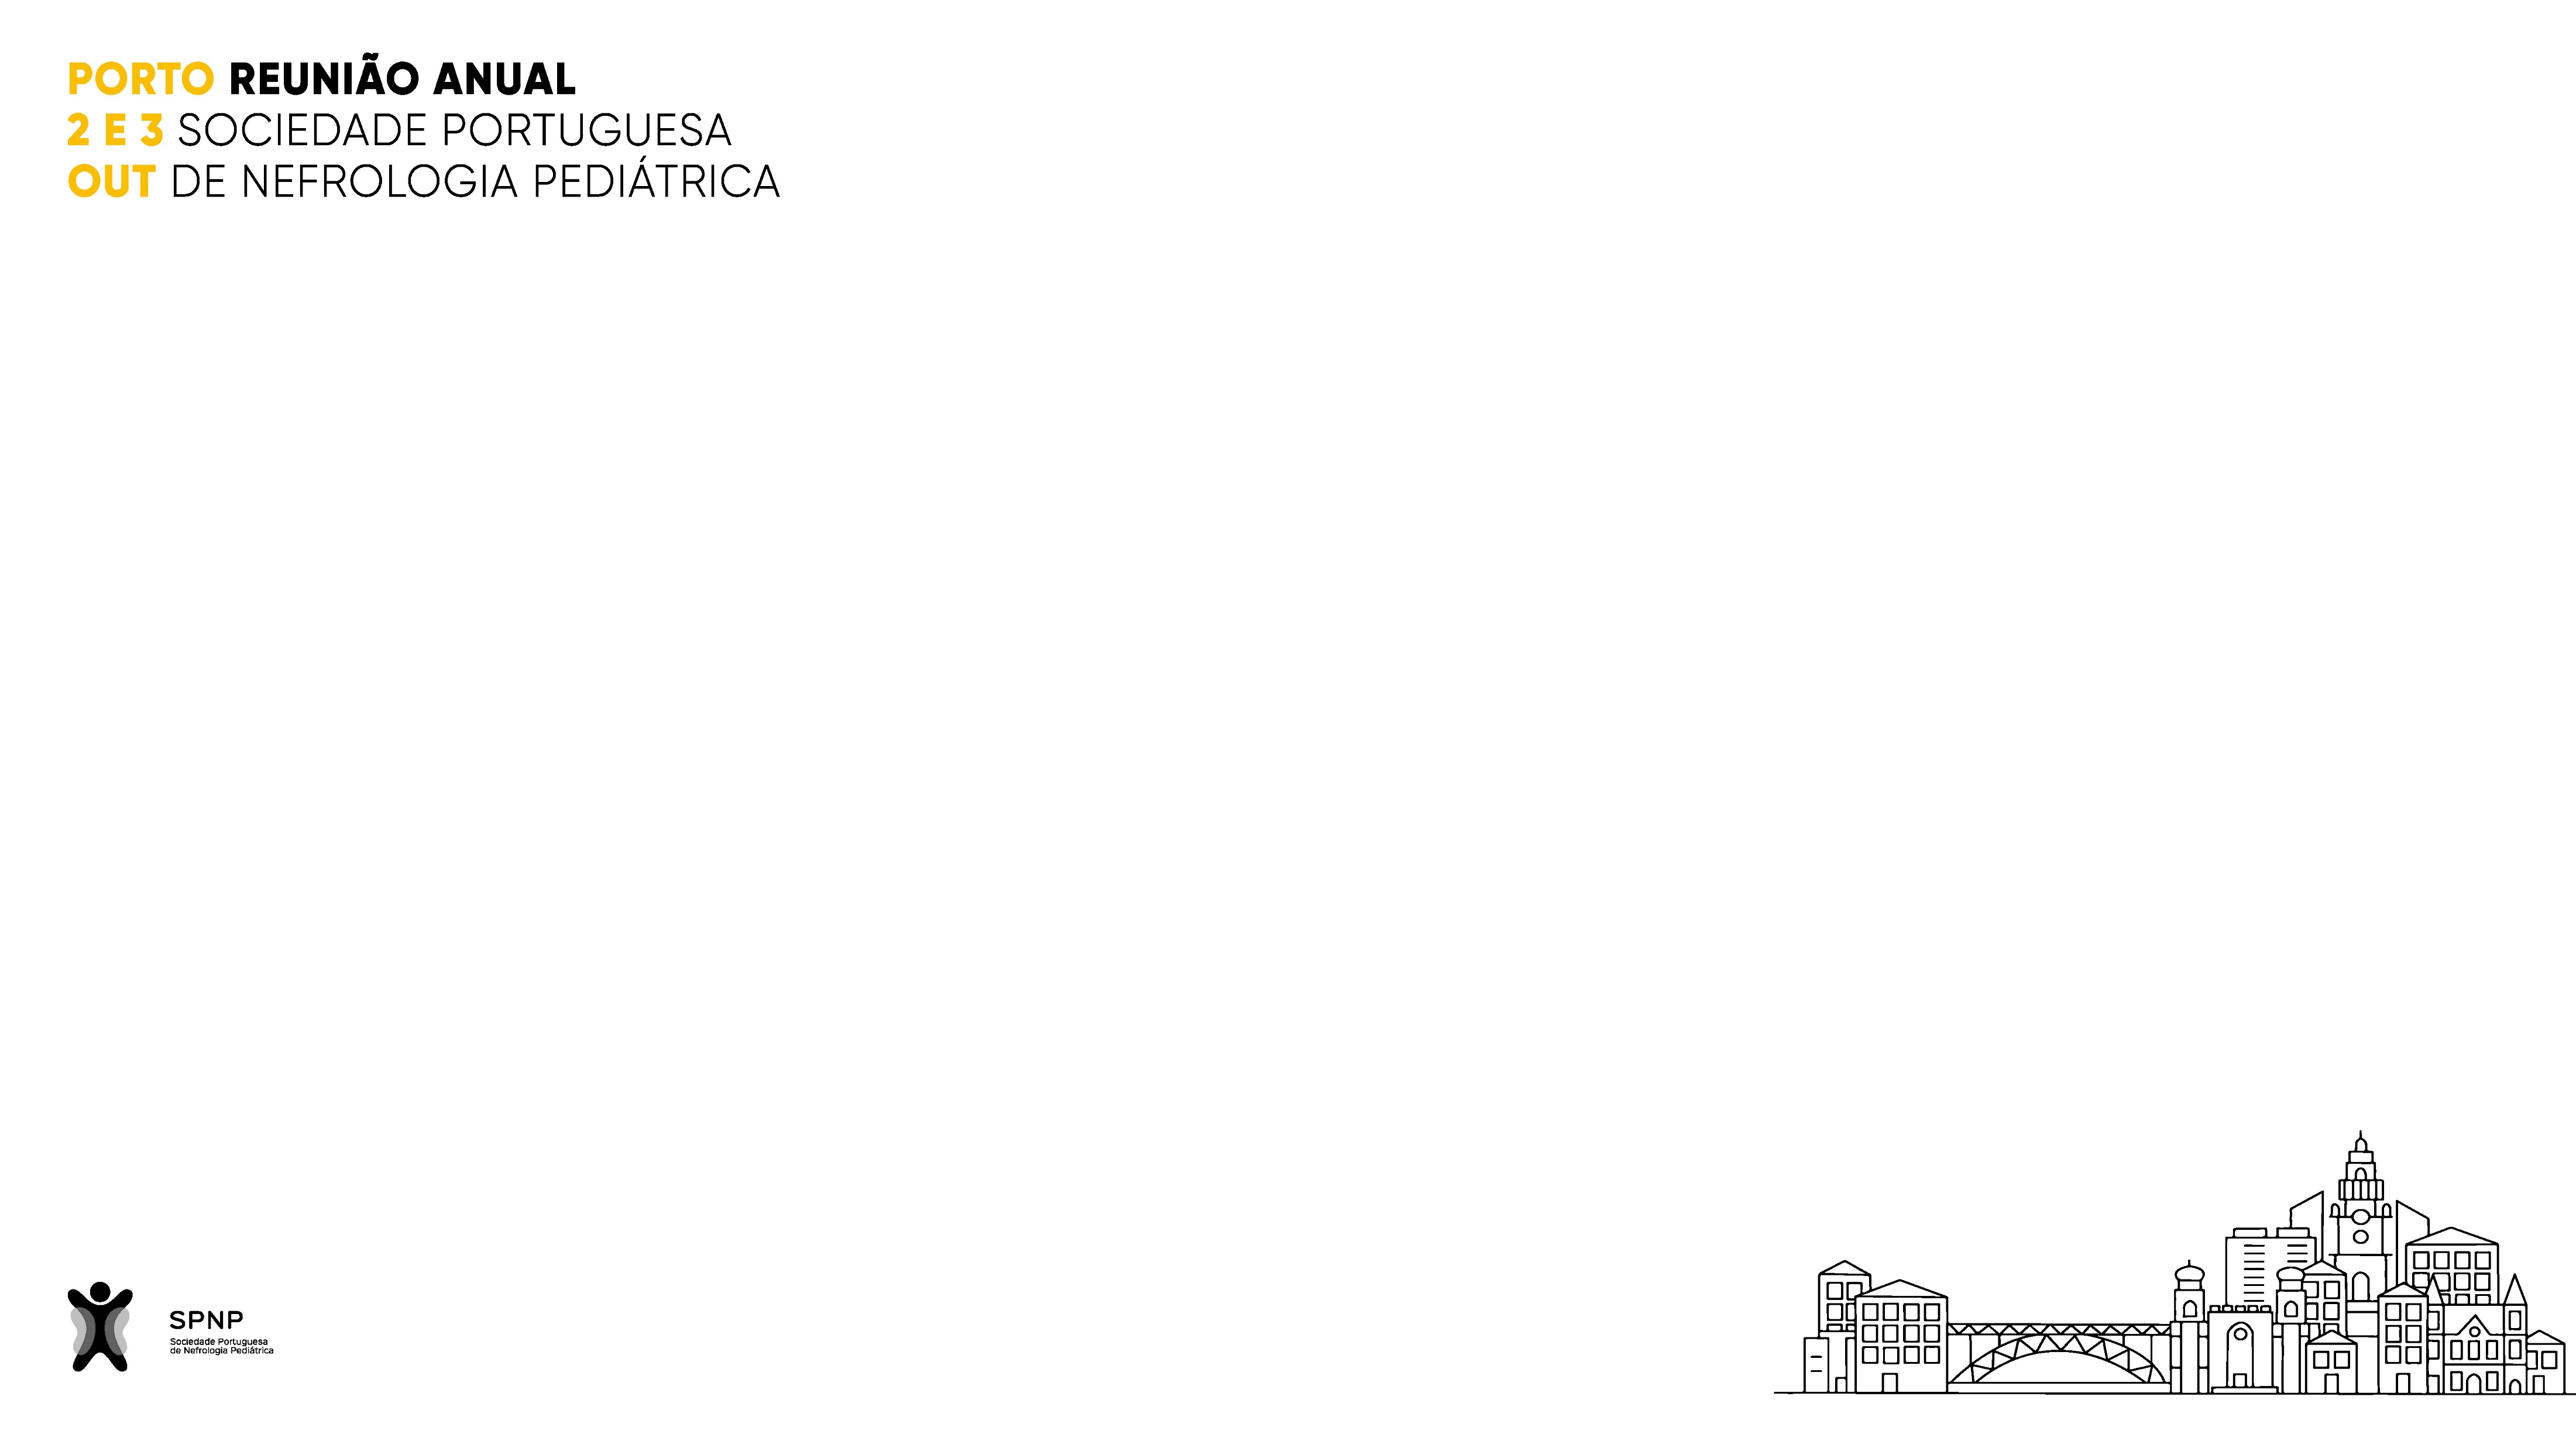 PORTO REUNIÃO ANUAL
2 E 3 SOCIEDADE PORTUGUESA
OUT DE NEFROLOGIA PEDIÁTRICA
SPNP
Sociedade Portuguesa
de Nefrologia Pediátrica